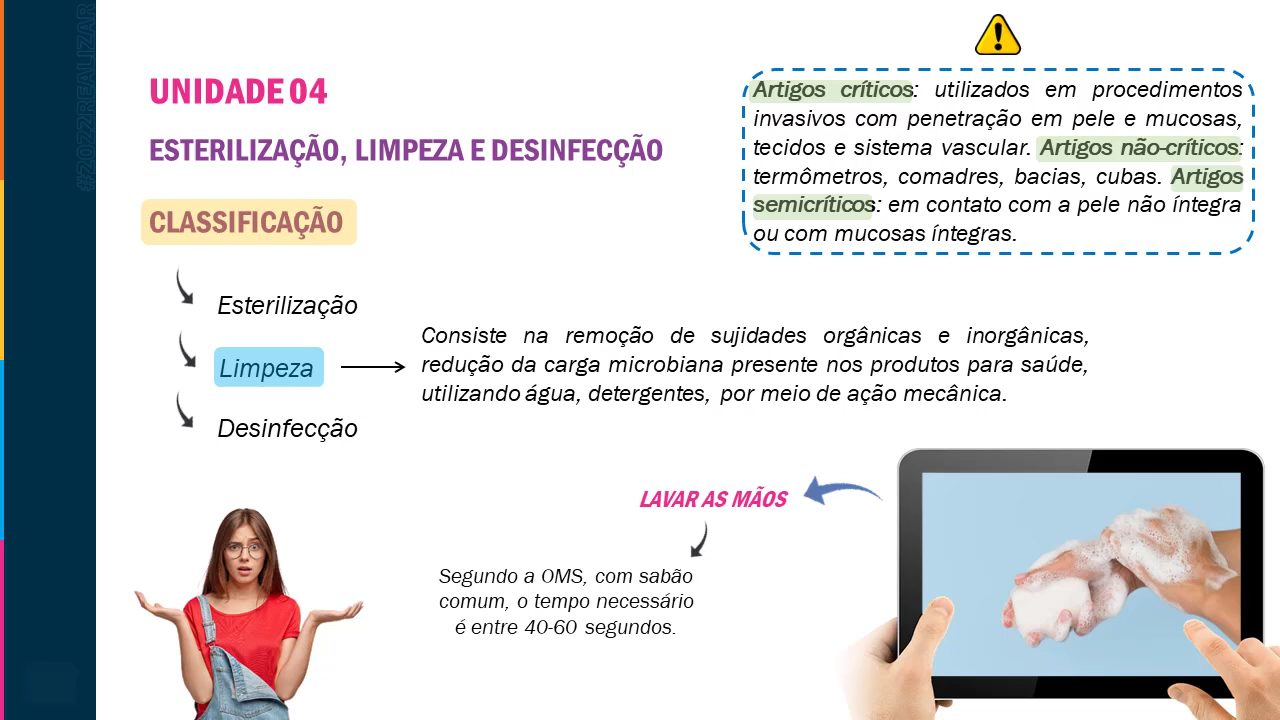 #2022REALIZAR
UNIDADE 04
ESTERILIZAÇÃO, LIMPEZA E DESINFECÇÃO
CLASSIFICAÇÃO
Artigos críticos: utilizados em procedimentos
invasivos com penetração em pele e mucosas,
tecidos e sistema vascular. Artigos não-críticos:
termômetros, comadres, bacias, cubas. Artigos
semicríticos: em contato com a pele não íntegra
ou com mucosas íntegras.
Esterilização
Limpeza
Consiste na remoção de sujidades orgânicas e inorgânicas,
redução da carga microbiana presente nos produtos para saúde,
utilizando água, detergentes, por meio de ação mecânica.
Desinfecção
LAVAR AS MÃOS
Segundo a OMS, com sabão
comum, o tempo necessário
é entre 40-60 segundos.